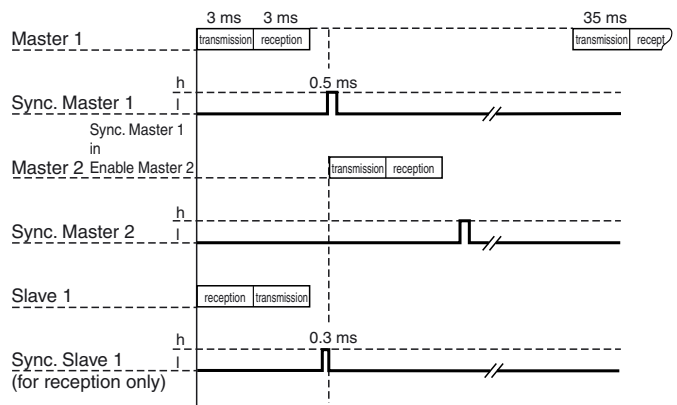 3 ms 3 ms 35 ms
Master 1 transmission reception transmission recept
h 0.5 ms
Sync. Master 1 l
Sync. Master 1
in
Master 2 Enable Master 2 transmission reception
h
Sync. Master 2 l
Slave 1 reception transmission
h 0.3 ms
Sync. Slave 1 l
(for reception only)